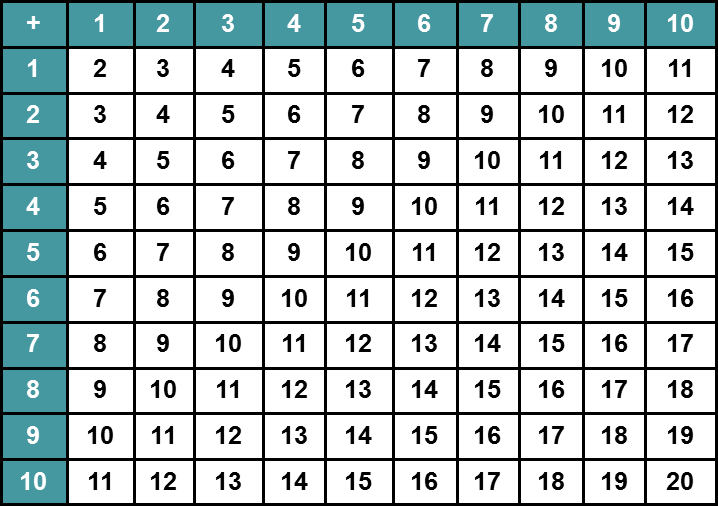 + 1 2 3 4 5 6 7 8 9 10
1 2 3 4 5 6 7 8 9 10 11
2 3 4 5 6 7 8 9 10 11 12
3 4 5 6 7 8 9 10 11 12 13
4 5 6 7 8 9 10 11 12 13 14
5 6 7 8 9 10 11 12 13 14 15
6 7 8 9 10 11 12 13 14 15 16
7 8 9 10 11 12 13 14 15 16 17
8 9 10 11 12 13 14 15 16 17 18
9 10 11 12 13 14 15 16 17 18 19
10 11 12 13 14 15 16 17 18 19 20